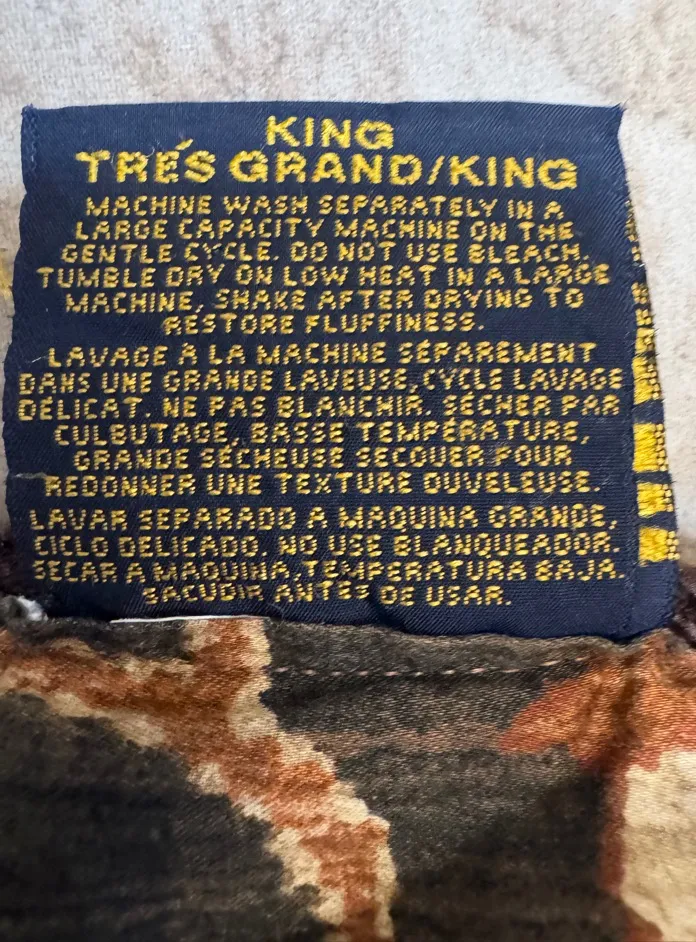 KING
TRÉS GRAND/KING
MACHINE WASH SEPARATELY IN A
LARGE CAPACITY MACHINE ON THE
GENTLE CYCLE. DO NOT USE BLEACH.
TUMBLE DRY ON LOW HEAT IN A LARGE
MACHINE, SHAKE AFTER DRYING TO
RESTORE FLUFFINESS.
LAVAGE À LA MACHINE SÉPAREMENT
DANS UNE GRANDE LAVEUSE, CYCLE LAVAGE
DÉLICAT. NE PAS BLANCHIR. SÉCHER PAR
CULBUTAGE, BASSE TEMPÉRATURE,
GRANDE SÉCHEUSE SECOUER POUR
REDONNER UNE TEXTURE DUVELEUSE.
LAVAR SEPARADO A MAQUINA GRANDE,
CICLO DELICADO. NO USE BLANQUEADOR.
SECAR A MAQUINA, TEMPERATURA BAJA.
SACUDIR ANTES DE USAR.